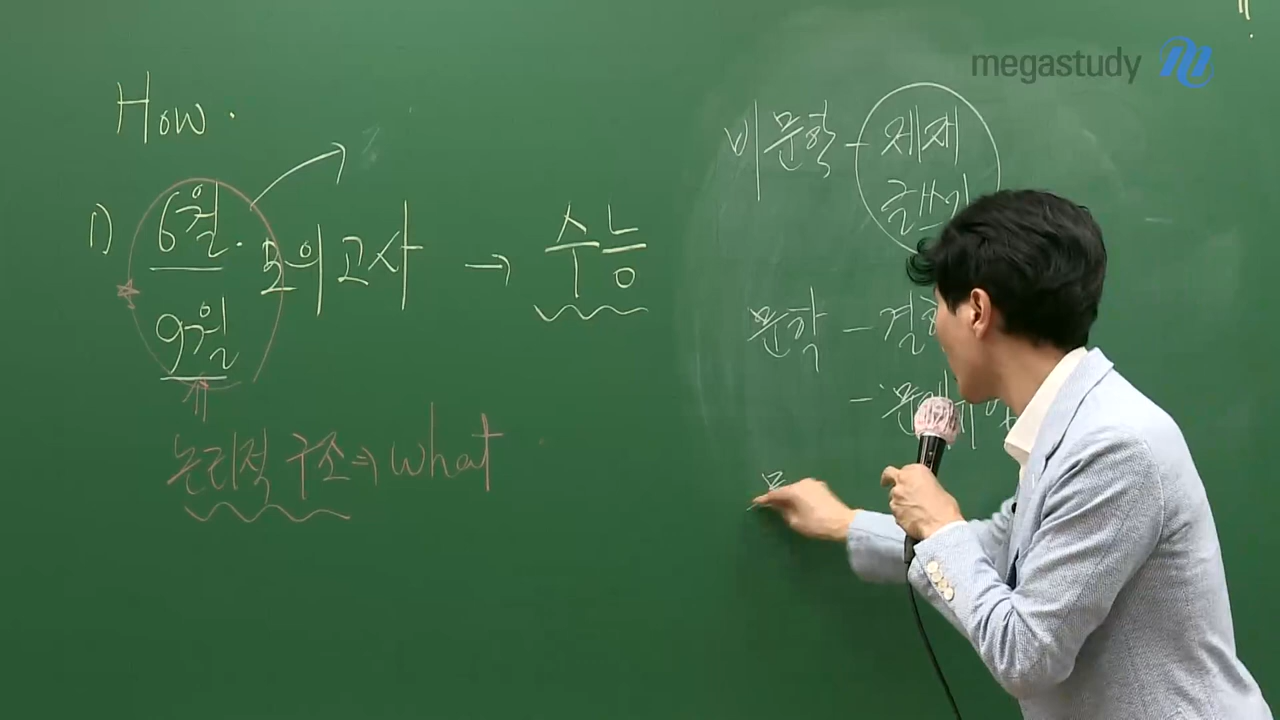 How.
1) 6월. 모의고사 → 수능
9월
논리적 구조 ⇒ what
megastudy
비문학 - 제재
글쓰기
문학 -
-